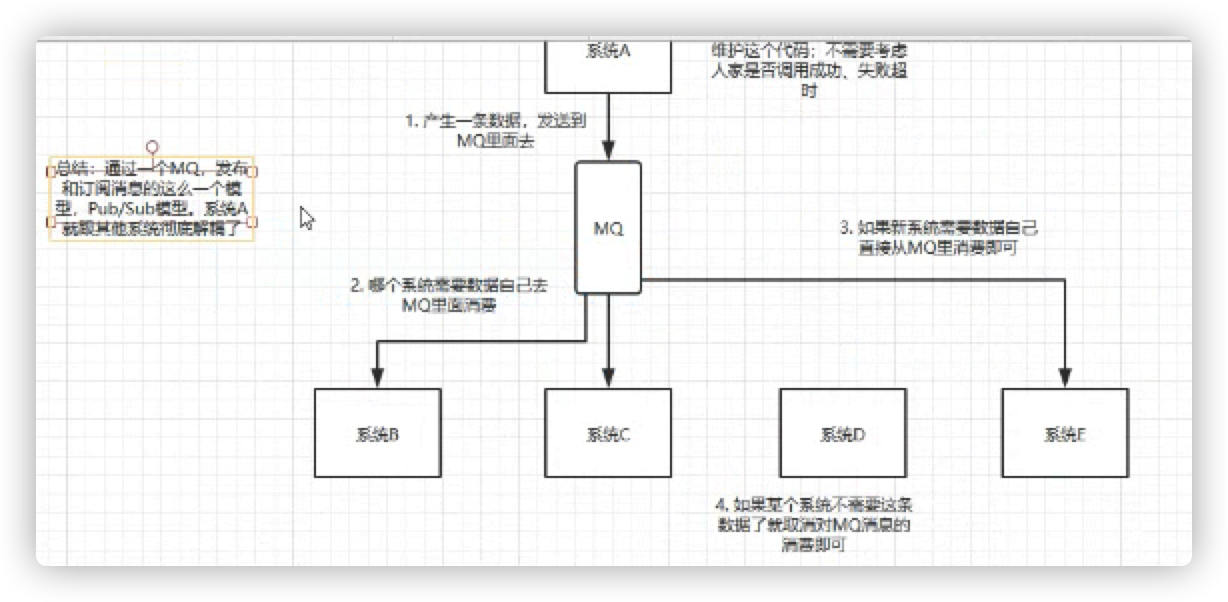 系统A
维护这个代码；不需要考虑
人家是否调用成功、失败超
时
1. 产生一条数据，发送到
MQ里面去
总结：通过一个MQ，发布
和订阅消息的这么一个模
型，Pub/Sub模型。系统A
就跟其他系统彻底解耦了
MQ
3. 如果新系统需要数据自己
直接从MQ里消费即可
2. 哪个系统需要数据自己去
MQ里面消费
系统B
系统C
系统D
系统E
4. 如果某个系统不需要这条
数据了就取消对MQ消息的
消费即可